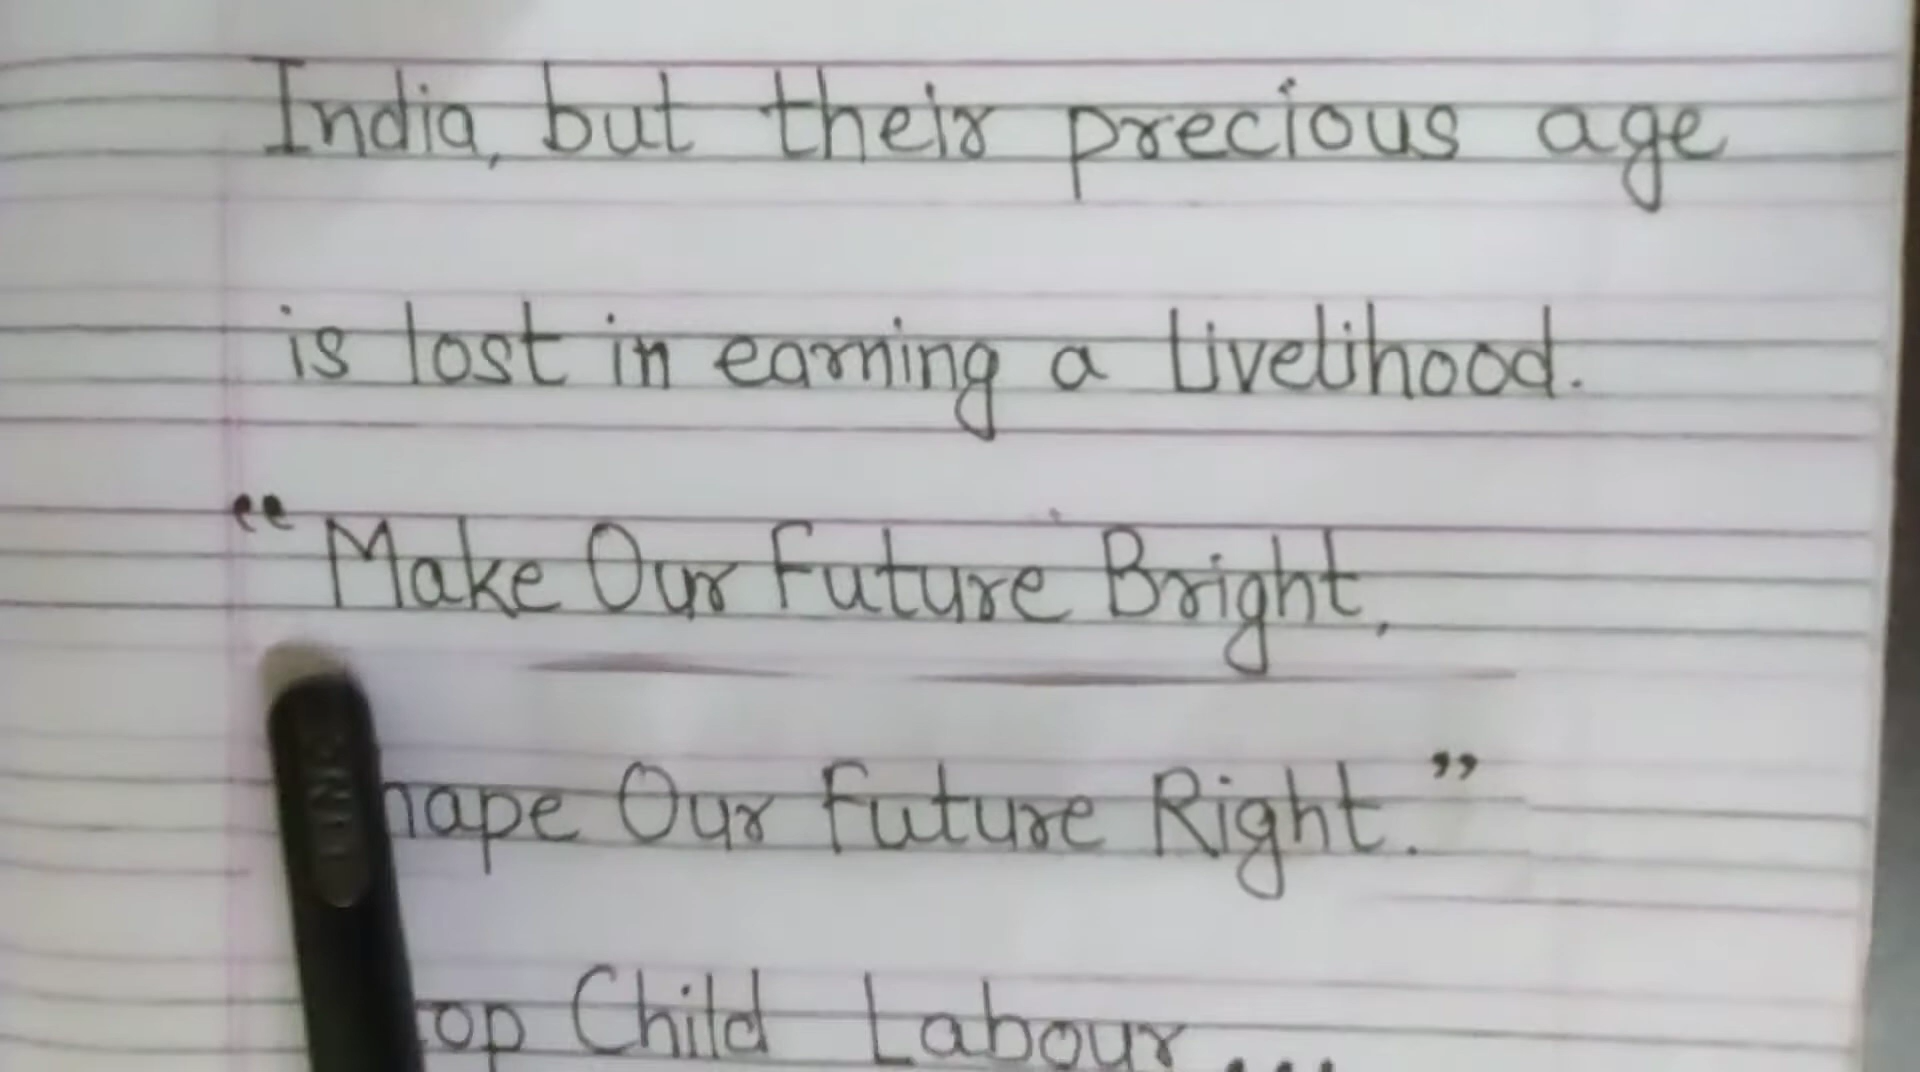 India, but their precious age
is lost in earning a livelihood.
“Make Our Future Bright,
hape Our Future Right.”
top Child Labour...